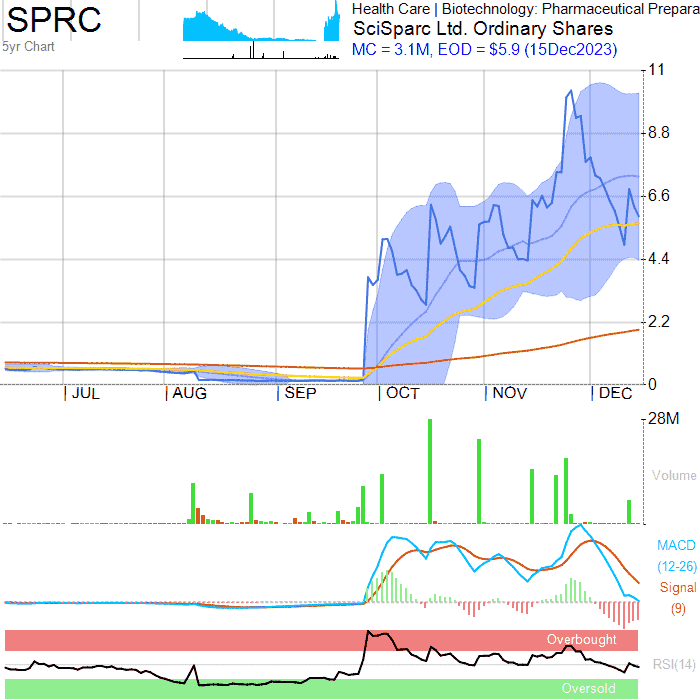 SPRC
5yr Chart
Health Care | Biotechnology: Pharmaceutical Prepara
SciSparc Ltd. Ordinary Shares
MC = 3.1M, EOD = $5.9 (15Dec2023)
11
8.8
6.6
4.4
2.2
0
JUL AUG SEP OCT NOV DEC
28M
Volume
MACD
(12-26)
Signal
(9)
Overbought
RSI(14)
Oversold